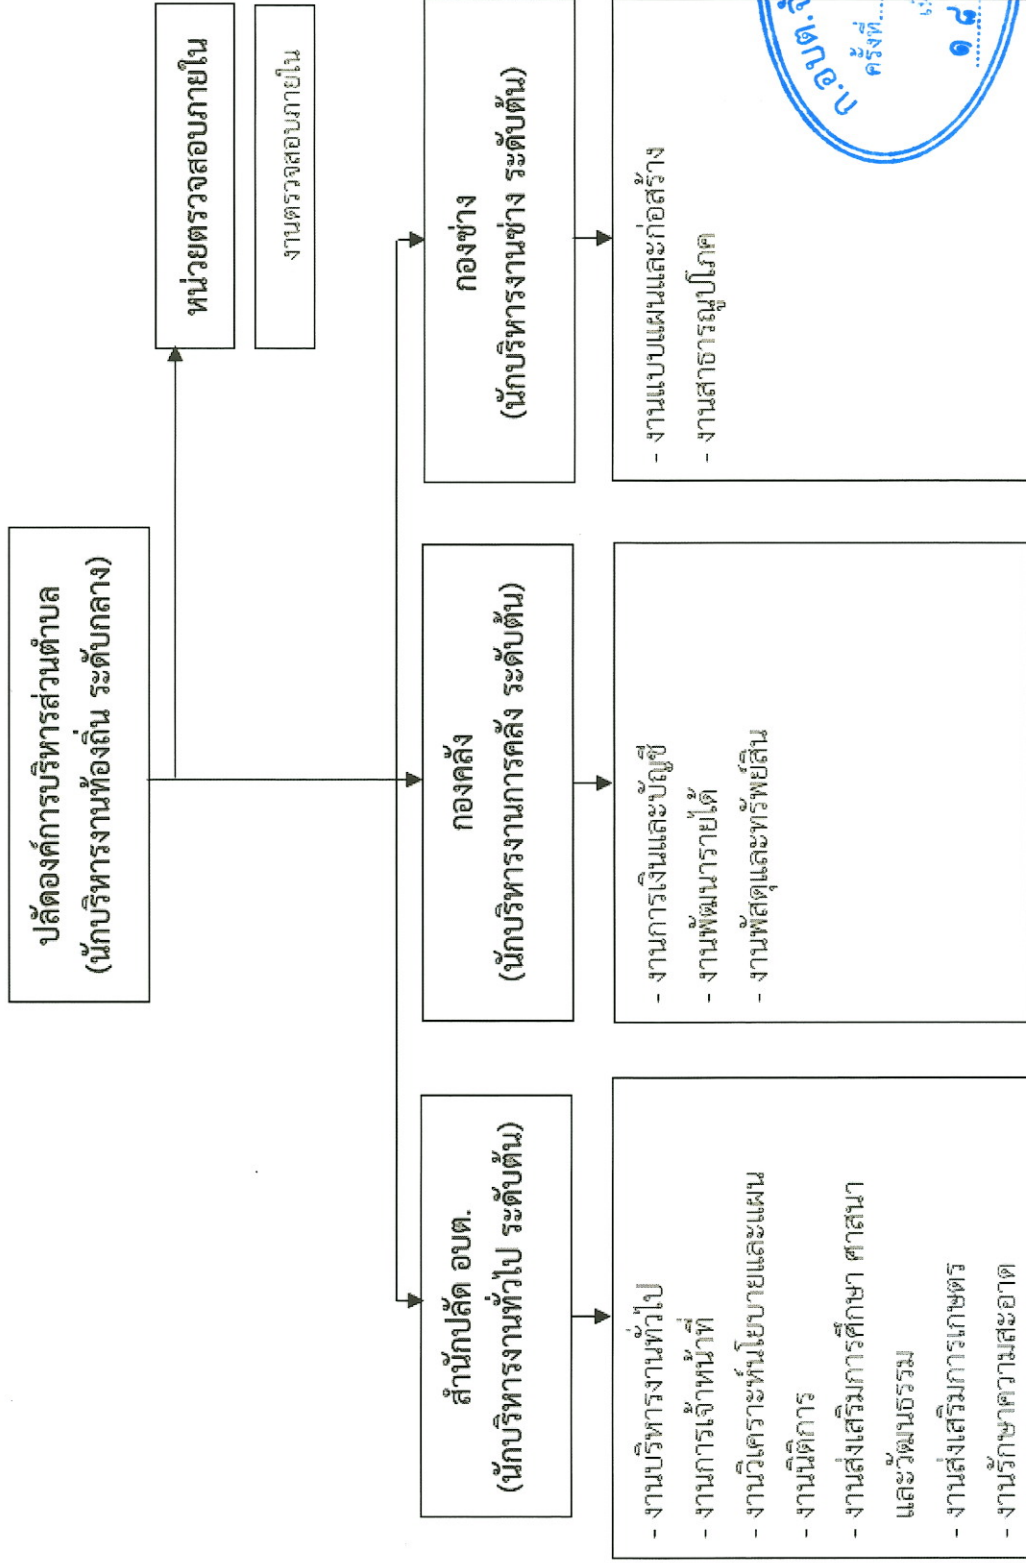 ปลัดองค์การบริหารส่วนตำบล
(นักบริหารงานท้องถิ่น ระดับกลาง)
หน่วยตรวจสอบภายใน
งานตรวจสอบภายใน
สำนักปลัด อบต.
(นักบริหารงานทั่วไป ระดับต้น)
กองคลัง
(นักบริหารงานการคลัง ระดับต้น)
กองช่าง
(นักบริหารงานช่าง ระดับต้น)
- งานบริหารงานทั่วไป
- งานการเจ้าหน้าที่
- งานวิเคราะห์นโยบายและแผน
- งานนิติการ
- งานส่งเสริมการศึกษา ศาสนา
และวัฒนธรรม
- งานส่งเสริมการเกษตร
- งานรักษาความสะอาด
- งานการเงินและบัญชี
- งานพัฒนารายได้
- งานพัสดุและทรัพย์สิน
- งานแบบแผนและก่อสร้าง
- งานสาธารณูปโภค
ก.อบต.
ครั้งที่
๑ ๘